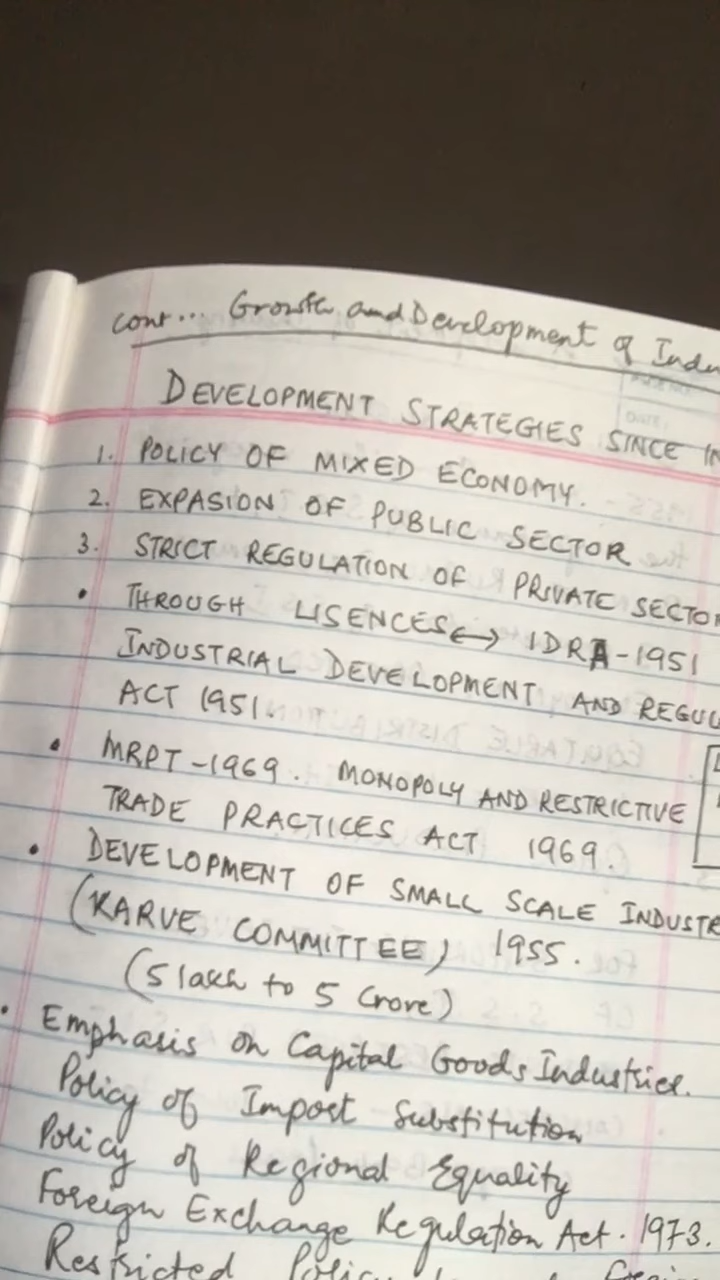 cont... Growth and Development of Indu
DEVELOPMENT STRATEGIES SINCE IN
1. POLICY OF MIXED ECONOMY.
2. EXPASION OF PUBLIC SECTOR
3. STRICT REGULATION OF PRIVATE SECTOR
• THROUGH LISENCES ↔ IDRA-1951
INDUSTRIAL DEVELOPMENT AND REGUL
ACT 1951.
• MRPT-1969. MONOPOLY AND RESTRICTIVE
TRADE PRACTICES ACT 1969.
• DEVELOPMENT OF SMALL SCALE INDUSTR
(KARVE COMMITTEE) 1955.
(5 lakh to 5 Crore)
• Emphasis on Capital Goods Industries.
Policy of Import Substitution
Policy of Regional Equality
Foreign Exchange Regulation Act. 1973.
Restricted Policy